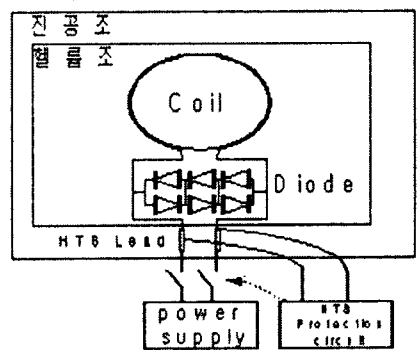 진공조
헬륨조
Coil
Diode
HTS Lead
power
supply
HTS
Protection
circuit